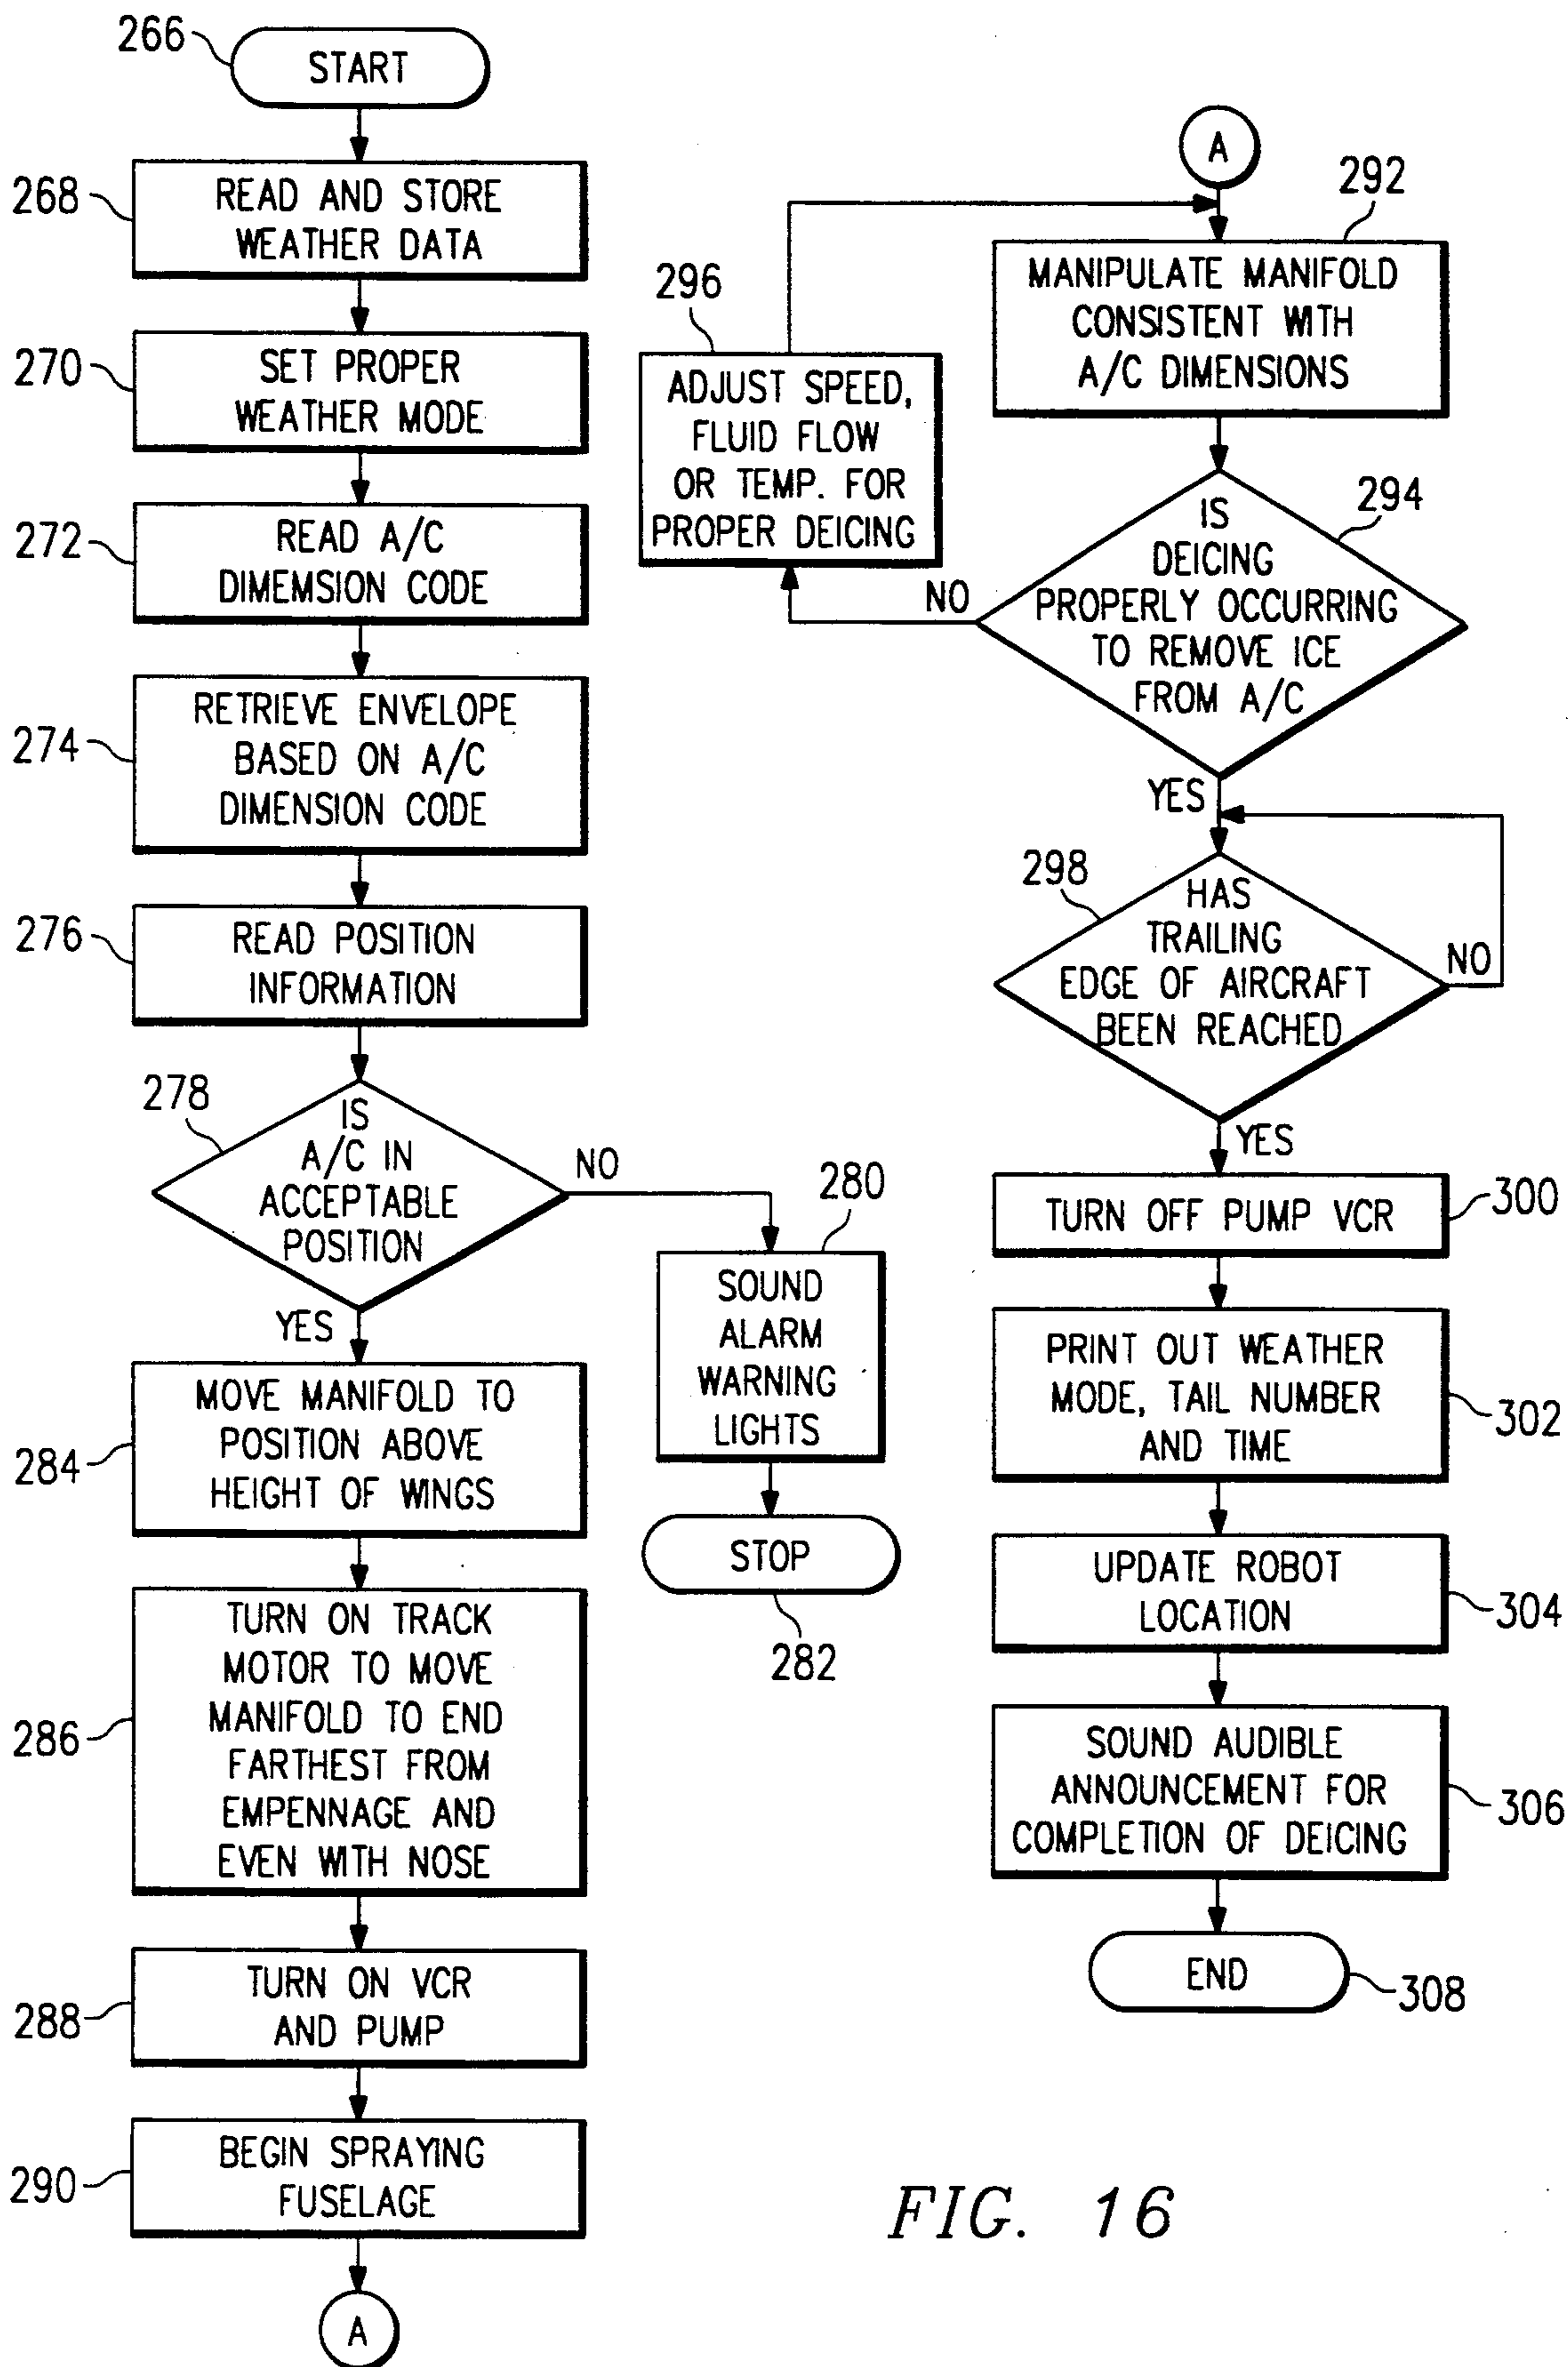 266
START
268
READ AND STORE
WEATHER DATA
270
SET PROPER
WEATHER MODE
272
READ A/C
DIMEMSION CODE
274
RETRIEVE ENVELOPE
BASED ON A/C
DIMENSION CODE
276
READ POSITION
INFORMATION
278
IS
A/C IN
ACCEPTABLE
POSITION
NO
YES
280
SOUND
ALARM
WARNING
LIGHTS
STOP
282
284
MOVE MANIFOLD TO
POSITION ABOVE
HEIGHT OF WINGS
286
TURN ON TRACK
MOTOR TO MOVE
MANIFOLD TO END
FARTHEST FROM
EMPENNAGE AND
EVEN WITH NOSE
288
TURN ON VCR
AND PUMP
290
BEGIN SPRAYING
FUSELAGE
A
A
292
MANIPULATE MANIFOLD
CONSISTENT WITH
A/C DIMENSIONS
296
ADJUST SPEED,
FLUID FLOW
OR TEMP. FOR
PROPER DEICING
294
IS
DEICING
PROPERLY OCCURRING
TO REMOVE ICE
FROM A/C
NO
YES
298
HAS
TRAILING
EDGE OF AIRCRAFT
BEEN REACHED
NO
YES
TURN OFF PUMP VCR
300
PRINT OUT WEATHER
MODE, TAIL NUMBER
AND TIME
302
UPDATE ROBOT
LOCATION
304
SOUND AUDIBLE
ANNOUNCEMENT FOR
COMPLETION OF DEICING
306
END
308
FIG. 16